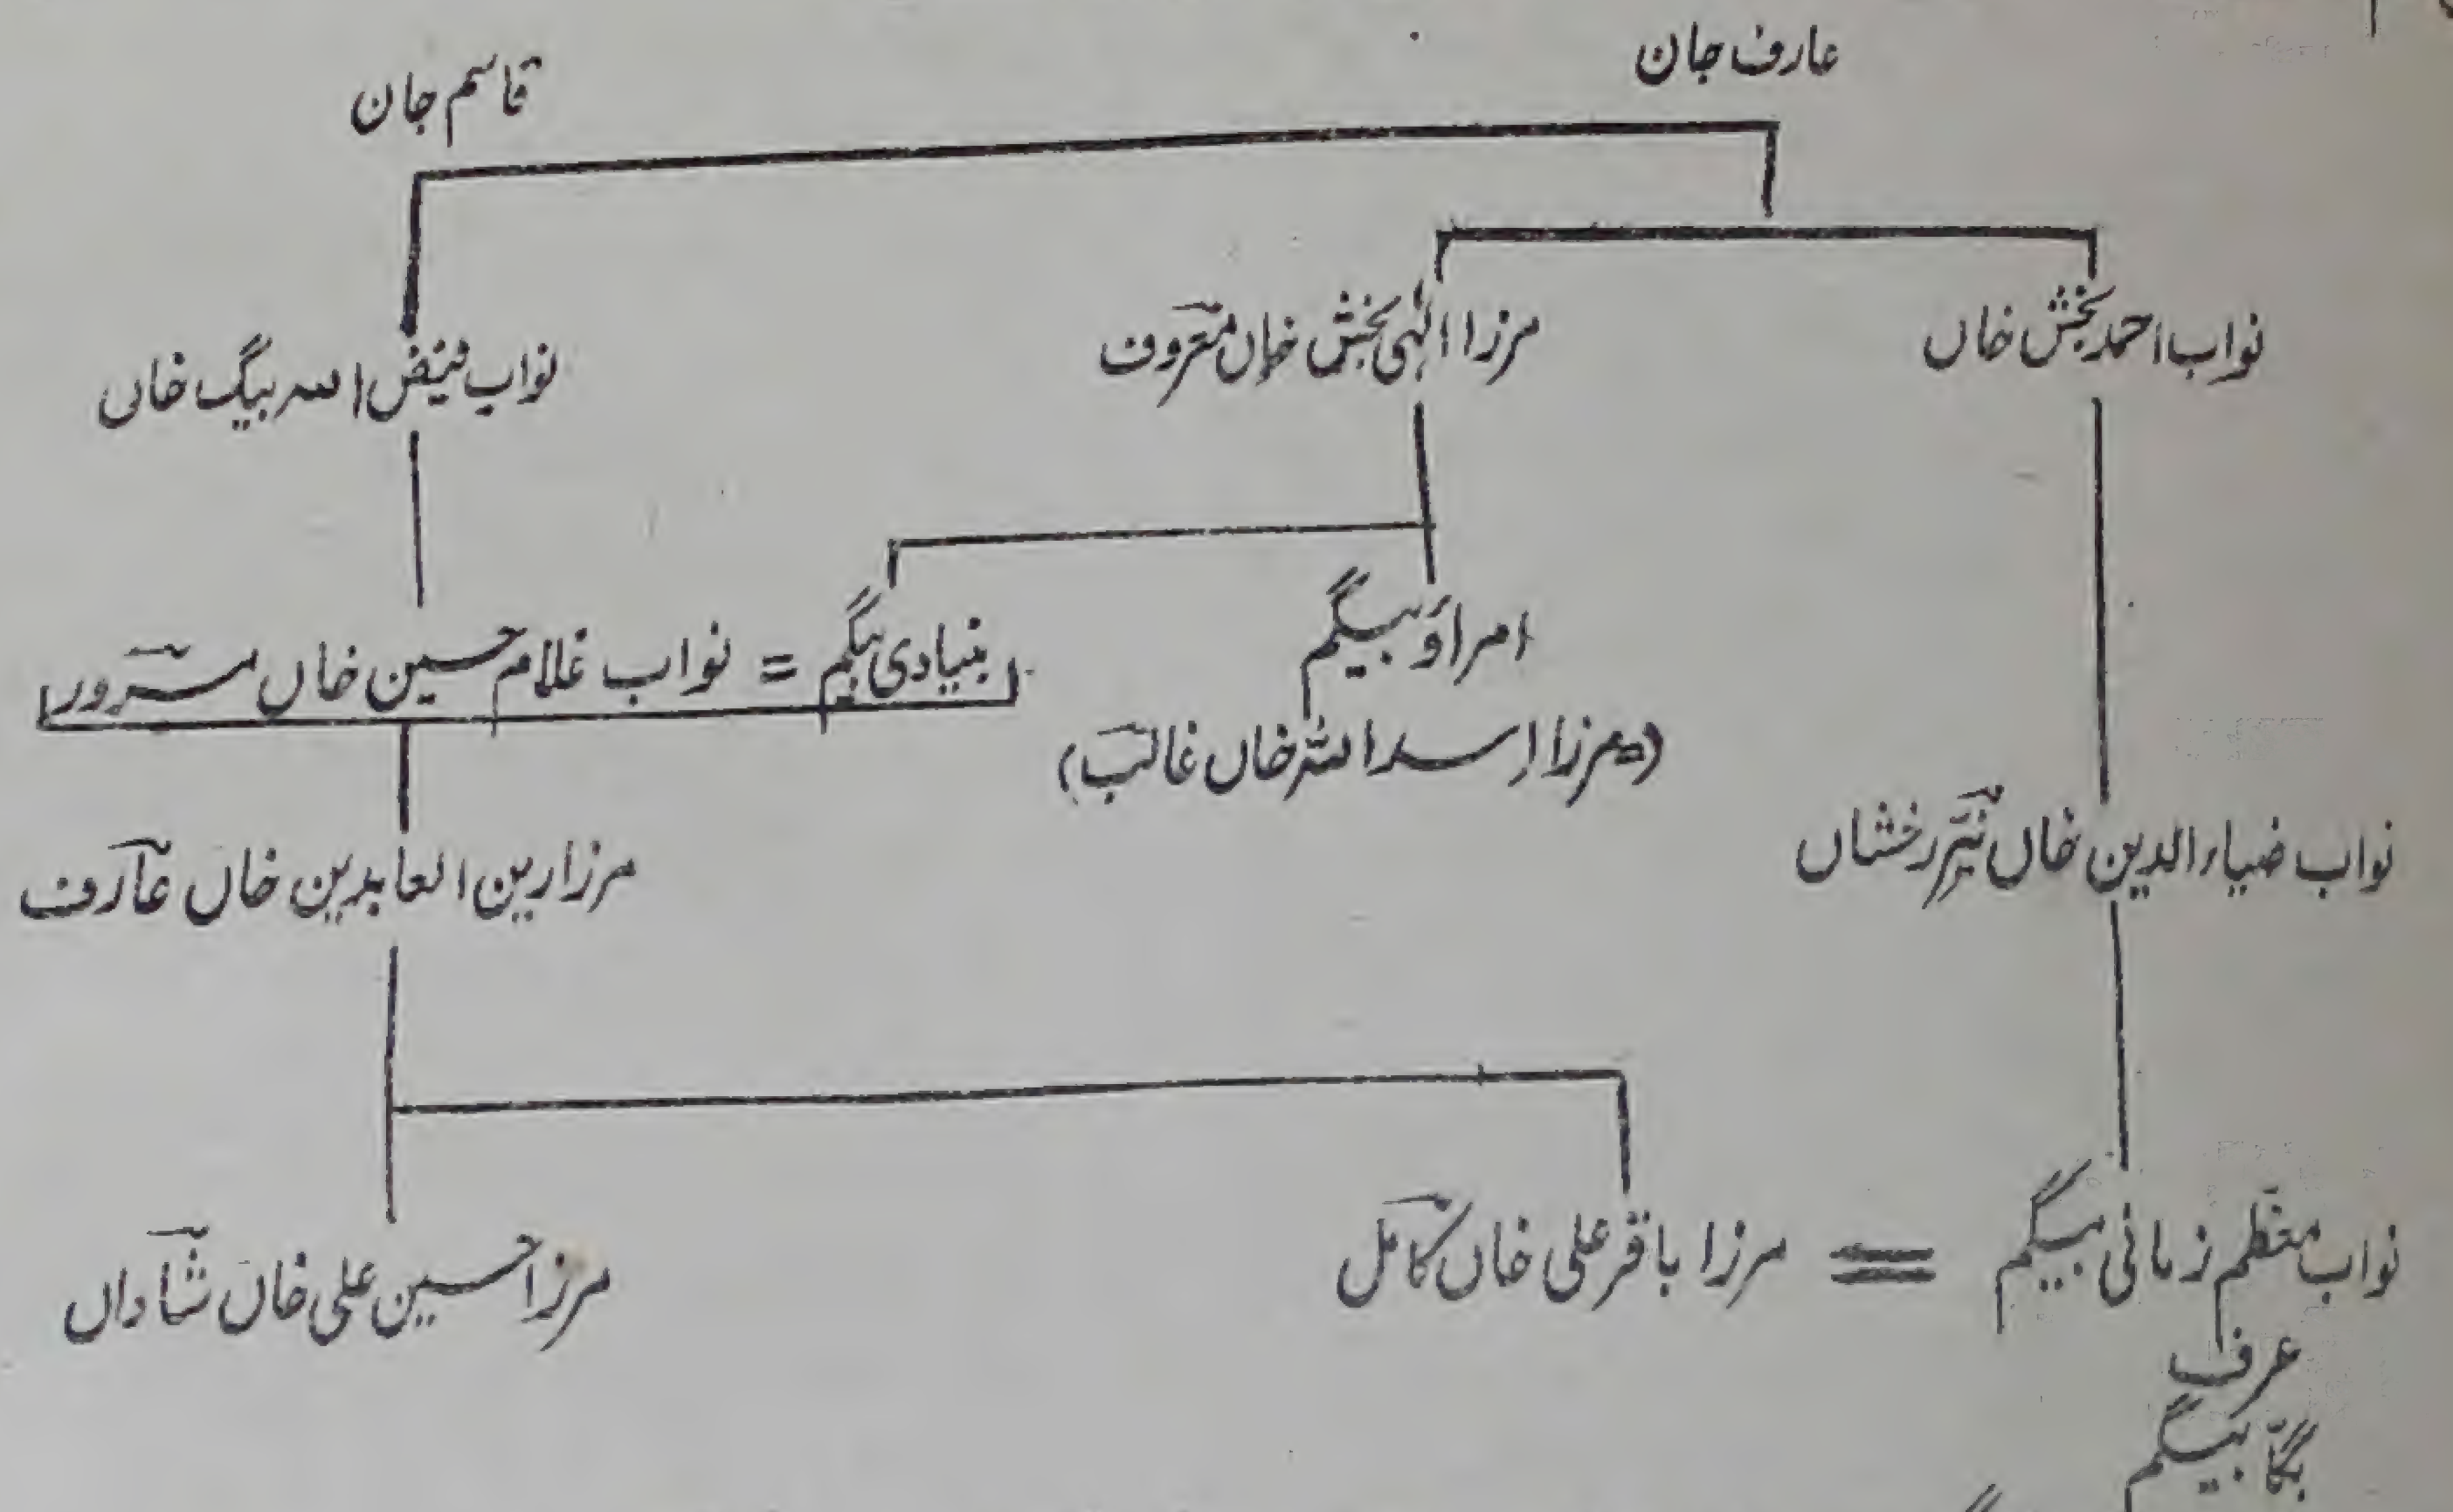 عارف جان
قاسم جان
نواب احمد بخش خاں
مرزا الٰہی بخش خاں معروف
نواب فیض اللہ بیگ خاں
امراؤ بیگم
(= مرزا اسد اللہ خاں غالب)
بنیادی بیگم = نواب غلام حسین خاں مسرور
نواب ضیاء الدین خاں نیّر رخشاں
مرزا زین العابدین خاں عارف
نواب معظم زمانی بیگم = مرزا باقر علی خاں کامل
مرزا حسین علی خاں شاداں
عرف
بگّا بیگم